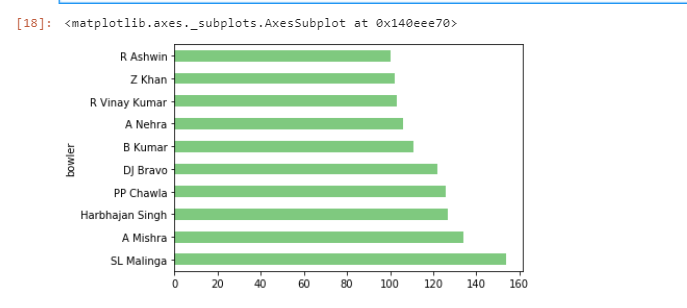 [18]: <matplotlib.axes._subplots.AxesSubplot at 0x140eee70>
R Ashwin
Z Khan
R Vinay Kumar
A Nehra
B Kumar
DJ Bravo
PP Chawla
Harbhajan Singh
A Mishra
SL Malinga
bowler
0 20 40 60 80 100 120 140 160